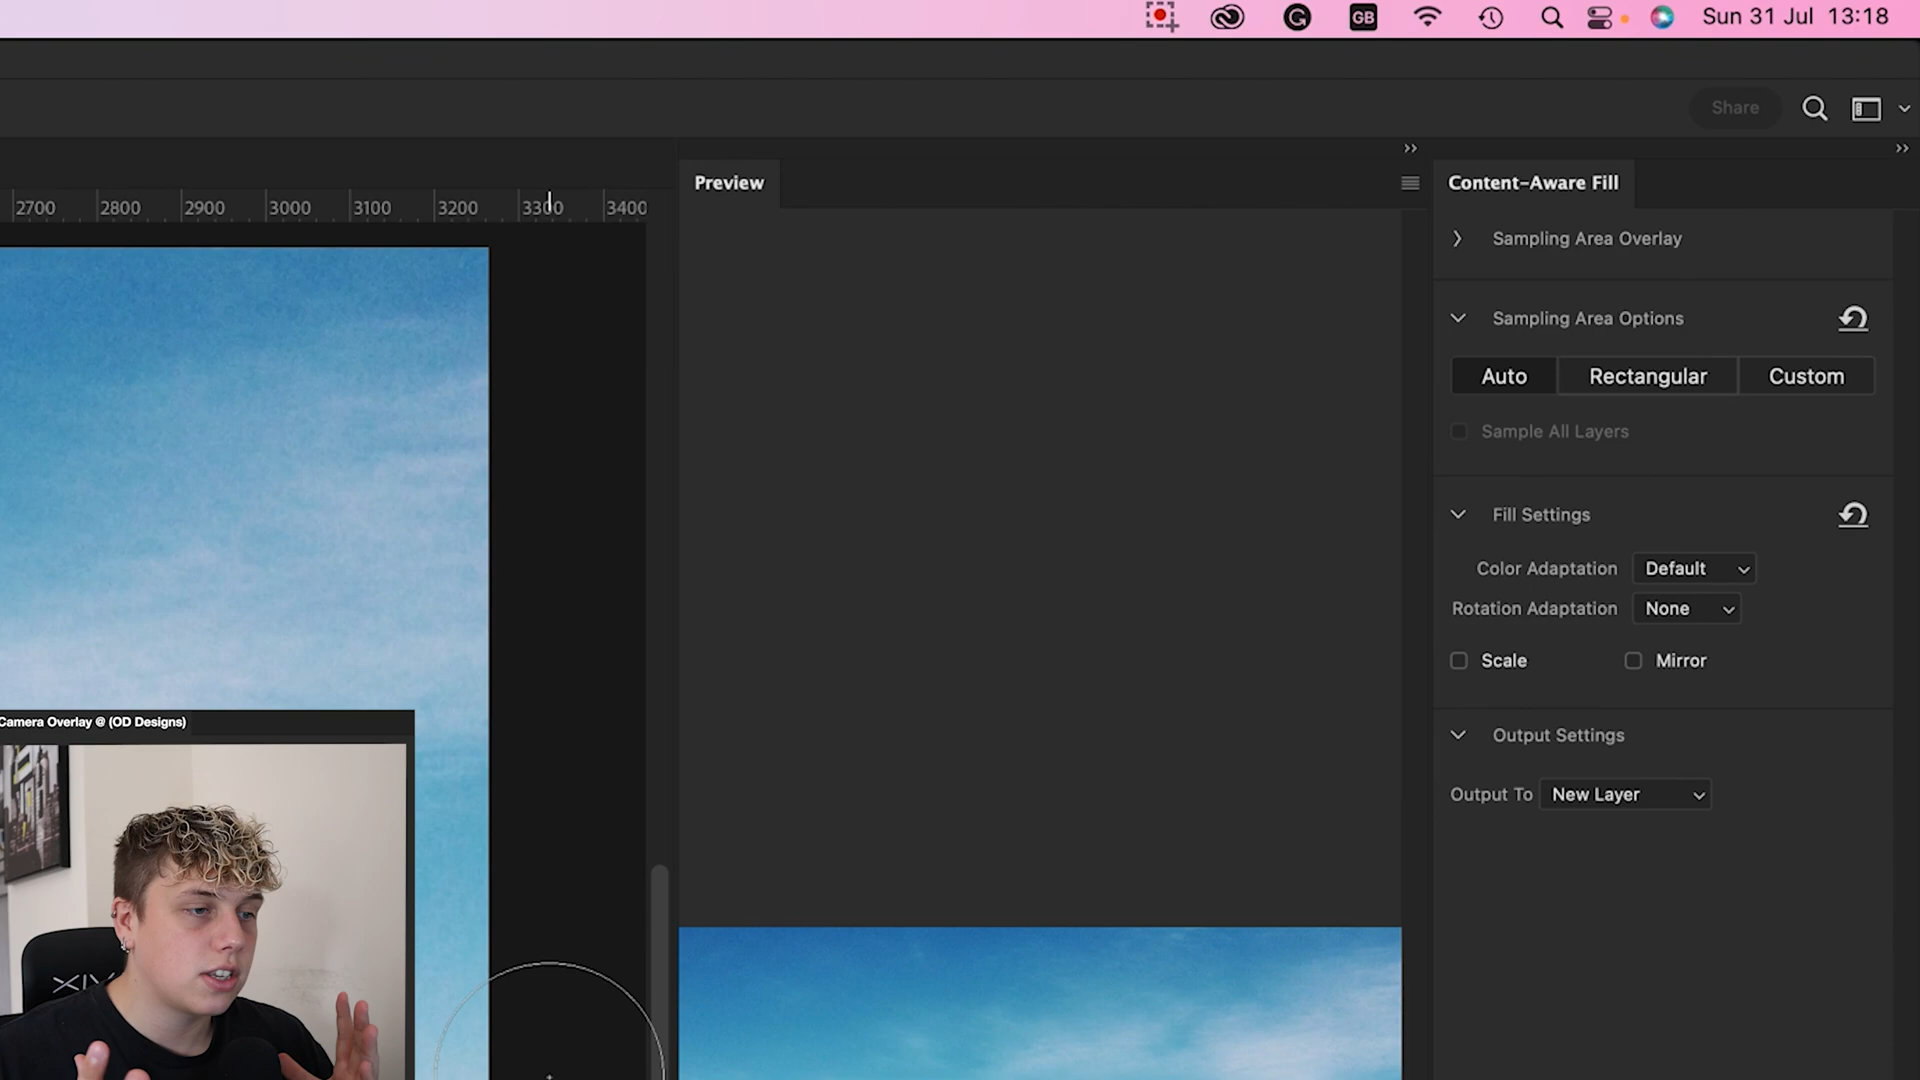 GB
Sun 31 Jul 13:18
Share
Preview
Content-Aware Fill
2700 2800 2900 3000 3100 3200 3300 3400
Sampling Area Overlay
Sampling Area Options
Auto Rectangular Custom
Sample All Layers
Fill Settings
Color Adaptation Default
Rotation Adaptation None
Scale Mirror
Output Settings
Output To New Layer
Camera Overlay @ (OD Designs)